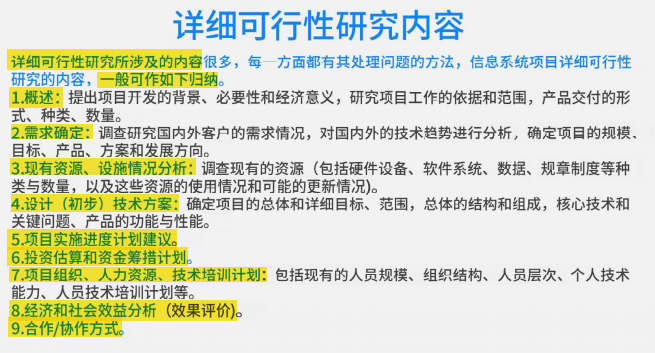 详细可行性研究内容
详细可行性研究所涉及的内容很多，每一方面都有其处理问题的方法，信息系统项目详细可行性
研究的内容，一般可作如下归纳。
1.概述：提出项目开发的背景、必要性和经济意义，研究项目工作的依据和范围，产品交付的形
式、种类、数量。
2.需求确定：调查研究国内外客户的需求情况，对国内外的技术趋势进行分析，确定项目的规模、
目标、产品、方案和发展方向。
3.现有资源、设施情况分析：调查现有的资源（包括硬件设备、软件系统、数据、规章制度等种
类与数量，以及这些资源的使用情况和可能的更新情况)。
4.设计（初步）技术方案：确定项目的总体和详细目标、范围，总体的结构和组成，核心技术和
关键问题、产品的功能与性能。
5.项目实施进度计划建议。
6.投资估算和资金筹措计划。
7.项目组织、人力资源、技术培训计划：包括现有的人员规模、组织结构、人员层次、个人技术
能力、人员技术培训计划等。
8.经济和社会效益分析（效果评价)。
9.合作/协作方式。